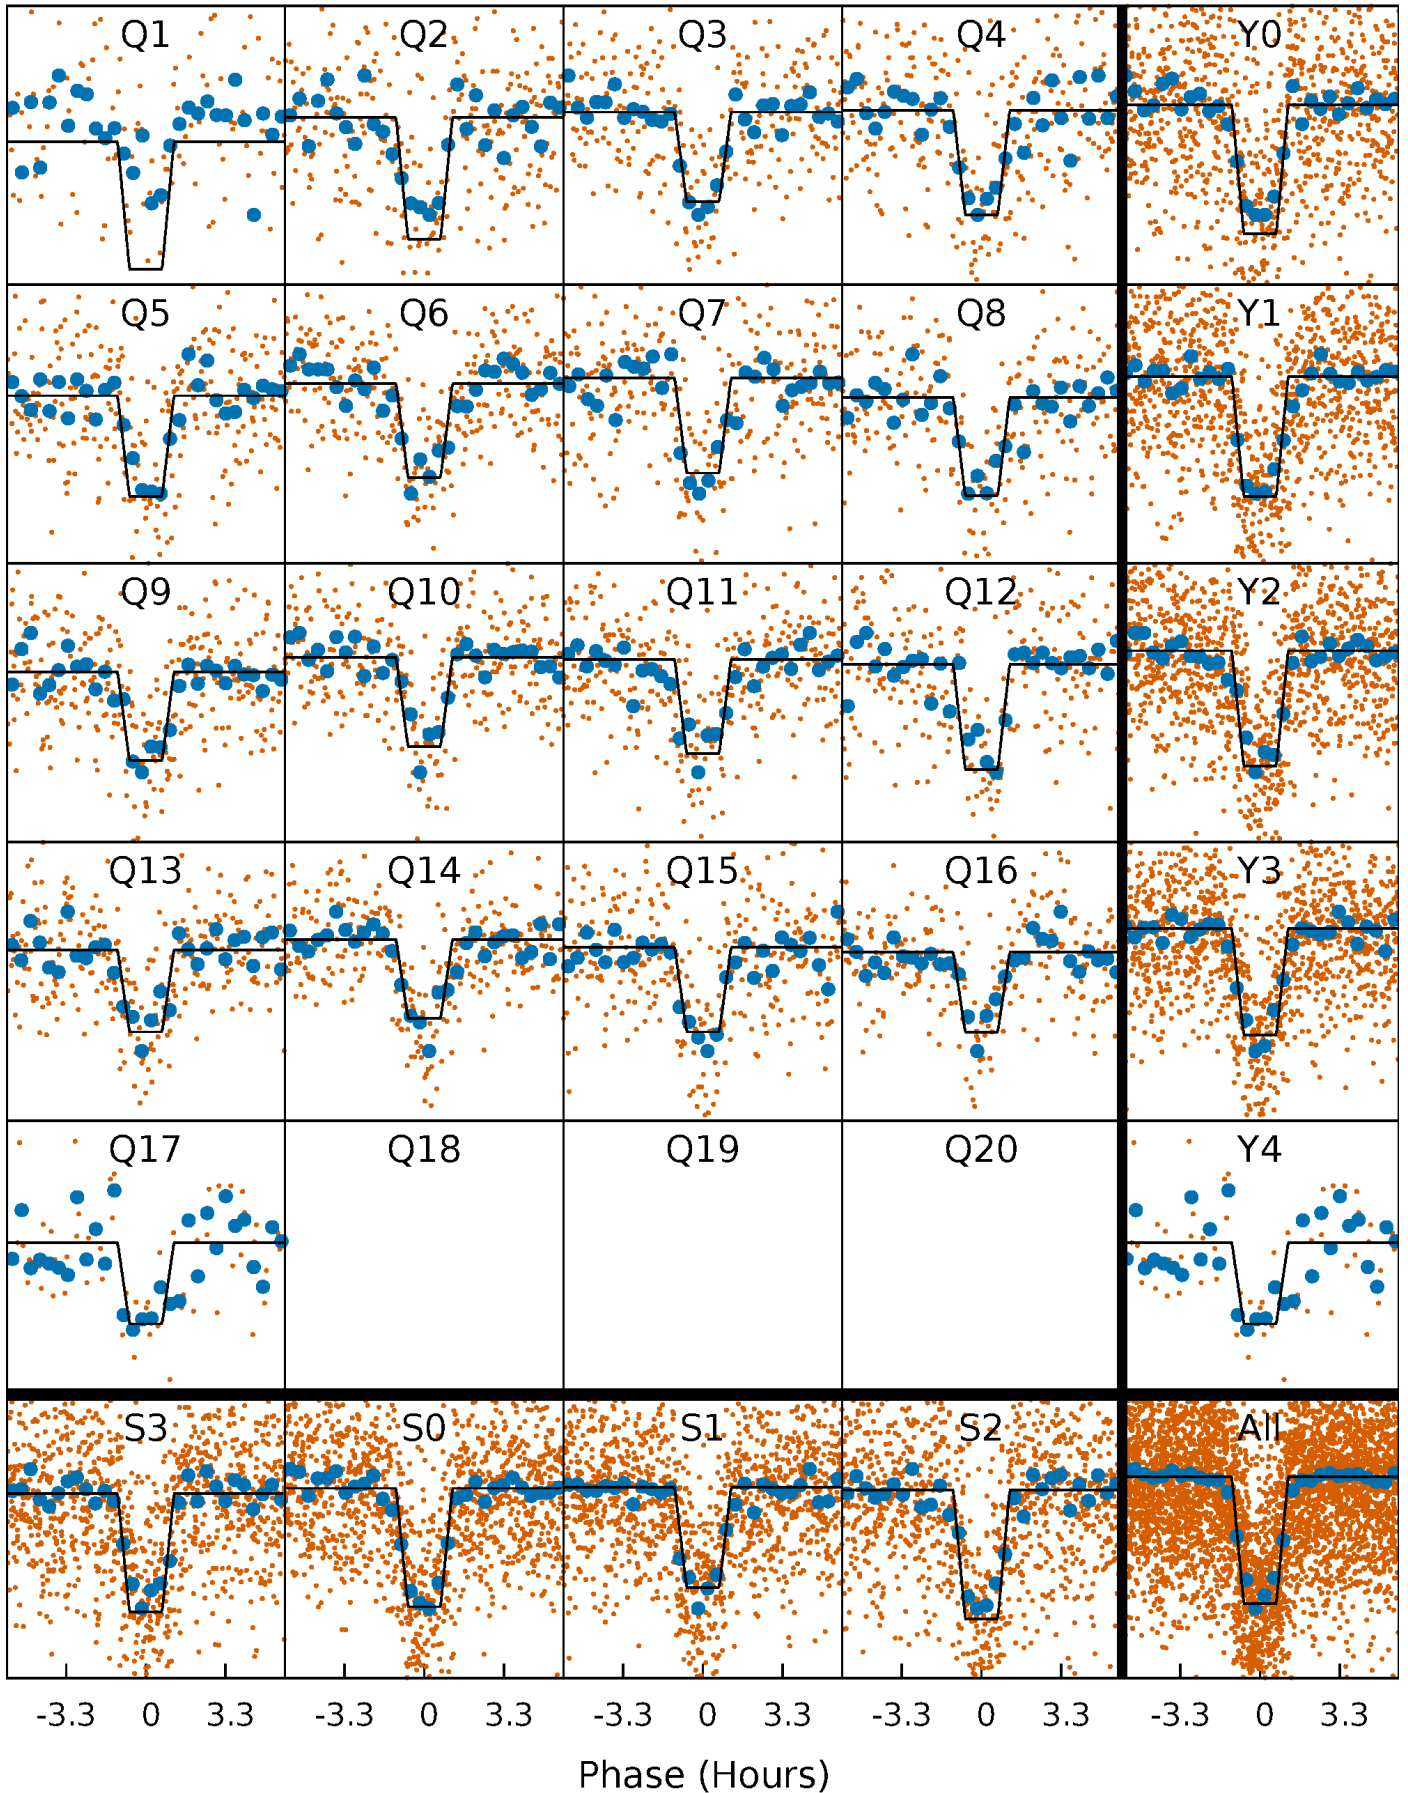 Q1 Q2 Q3 Q4 Y0
Q5 Q6 Q7 Q8 Y1
Q9 Q10 Q11 Q12 Y2
Q13 Q14 Q15 Q16 Y3
Q17 Q18 Q19 Q20 Y4
S3 S0 S1 S2 All
-3.3 0 3.3 -3.3 0 3.3 -3.3 0 3.3 -3.3 0 3.3 -3.3 0 3.3
Phase (Hours)